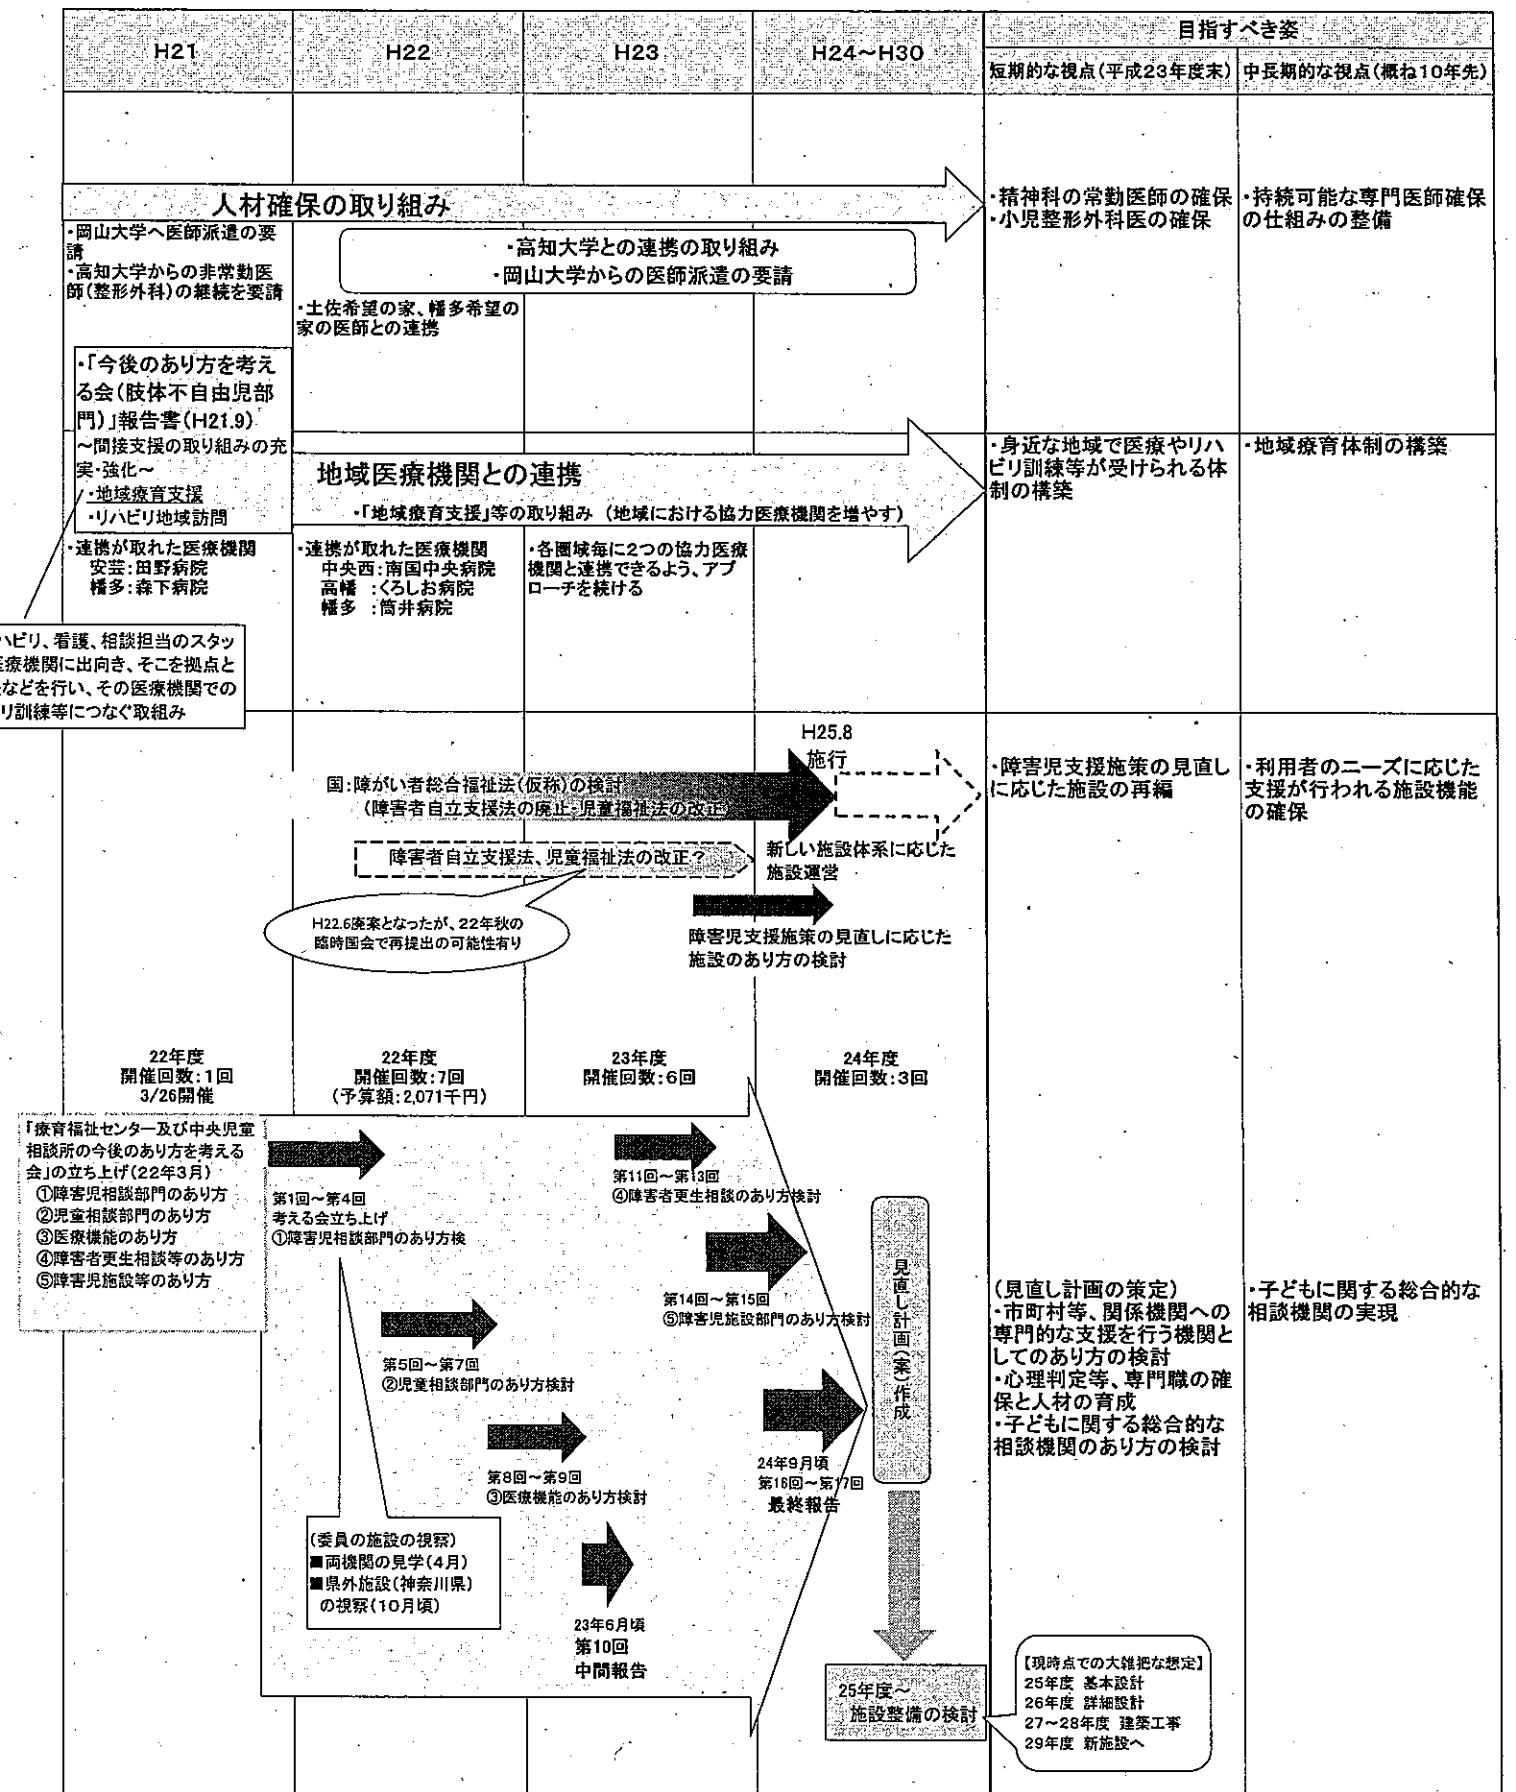 H21
H22
H23
H24～H30
目指すべき姿
短期的な視点(平成23年度末)
中長期的な視点(概ね10年先)
人材確保の取り組み
・岡山大学へ医師派遣の要
請
・高知大学からの非常勤医
師(整形外科)の継続を要請
・高知大学との連携の取り組み
・岡山大学からの医師派遣の要請
・土佐希望の家、幡多希望の
家の医師との連携
・精神科の常勤医師の確保
・小児整形外科医の確保
・持続可能な専門医師確保
の仕組みの整備
・「今後のあり方を考え
る会(肢体不自由児部
門)」報告書(H21.9)
～間接支援の取り組みの充
実・強化～
・地域療育支援
・リハビリ地域訪問
地域医療機関との連携
・「地域療育支援」等の取り組み (地域における協力医療機関を増やす)
・身近な地域で医療やリハ
ビリ訓練等が受けられる体
制の構築
・地域療育体制の構築
・連携が取れた医療機関
安芸:田野病院
幡多:森下病院
・連携が取れた医療機関
中央西:南国中央病院
高幡 :くろしお病院
幡多 :筒井病院
・各圏域毎に2つの協力医療
機関と連携できるよう、アプ
ローチを続ける
ハビリ、看護、相談担当のスタッ
医療機関に出向き、そこを拠点と
などを行い、その医療機関での
リ訓練等につなぐ取組み
H25.8
施行
国:障がい者総合福祉法(仮称)の検討
(障害者自立支援法の廃止、児童福祉法の改正)
障害者自立支援法、児童福祉法の改正?
新しい施設体系に応じた
施設運営
H22.6廃案となったが、22年秋の
臨時国会で再提出の可能性有り
障害児支援施策の見直しに応じた
施設のあり方の検討
・障害児支援施策の見直し
に応じた施設の再編
・利用者のニーズに応じた
支援が行われる施設機能
の確保
22年度
開催回数:1回
3/26開催
22年度
開催回数:7回
(予算額:2,071千円)
23年度
開催回数:6回
24年度
開催回数:3回
「療育福祉センター及び中央児童
相談所の今後のあり方を考える
会」の立ち上げ(22年3月)
①障害児相談部門のあり方
②児童相談部門のあり方
③医療機能のあり方
④障害者更生相談等のあり方
⑤障害児施設等のあり方
第1回～第4回
考える会立ち上げ
①障害児相談部門のあり方検
第11回～第13回
④障害者更生相談のあり方検討
第14回～第15回
⑤障害児施設部門のあり方検討
第5回～第7回
②児童相談部門のあり方検討
第8回～第9回
③医療機能のあり方検討
24年9月頃
第16回～第17回
最終報告
見直し計画(案)作成
(委員の施設の視察)
■両機関の見学(4月)
■県外施設(神奈川県)
の視察(10月頃)
23年6月頃
第10回
中間報告
25年度～
施設整備の検討
【現時点での大雑把な想定】
25年度 基本設計
26年度 詳細設計
27～28年度 建築工事
29年度 新施設へ
(見直し計画の策定)
・市町村等、関係機関への
専門的な支援を行う機関と
してのあり方の検討
・心理判定等、専門職の確
保と人材の育成
・子どもに関する総合的な
相談機関のあり方の検討
・子どもに関する総合的な
相談機関の実現